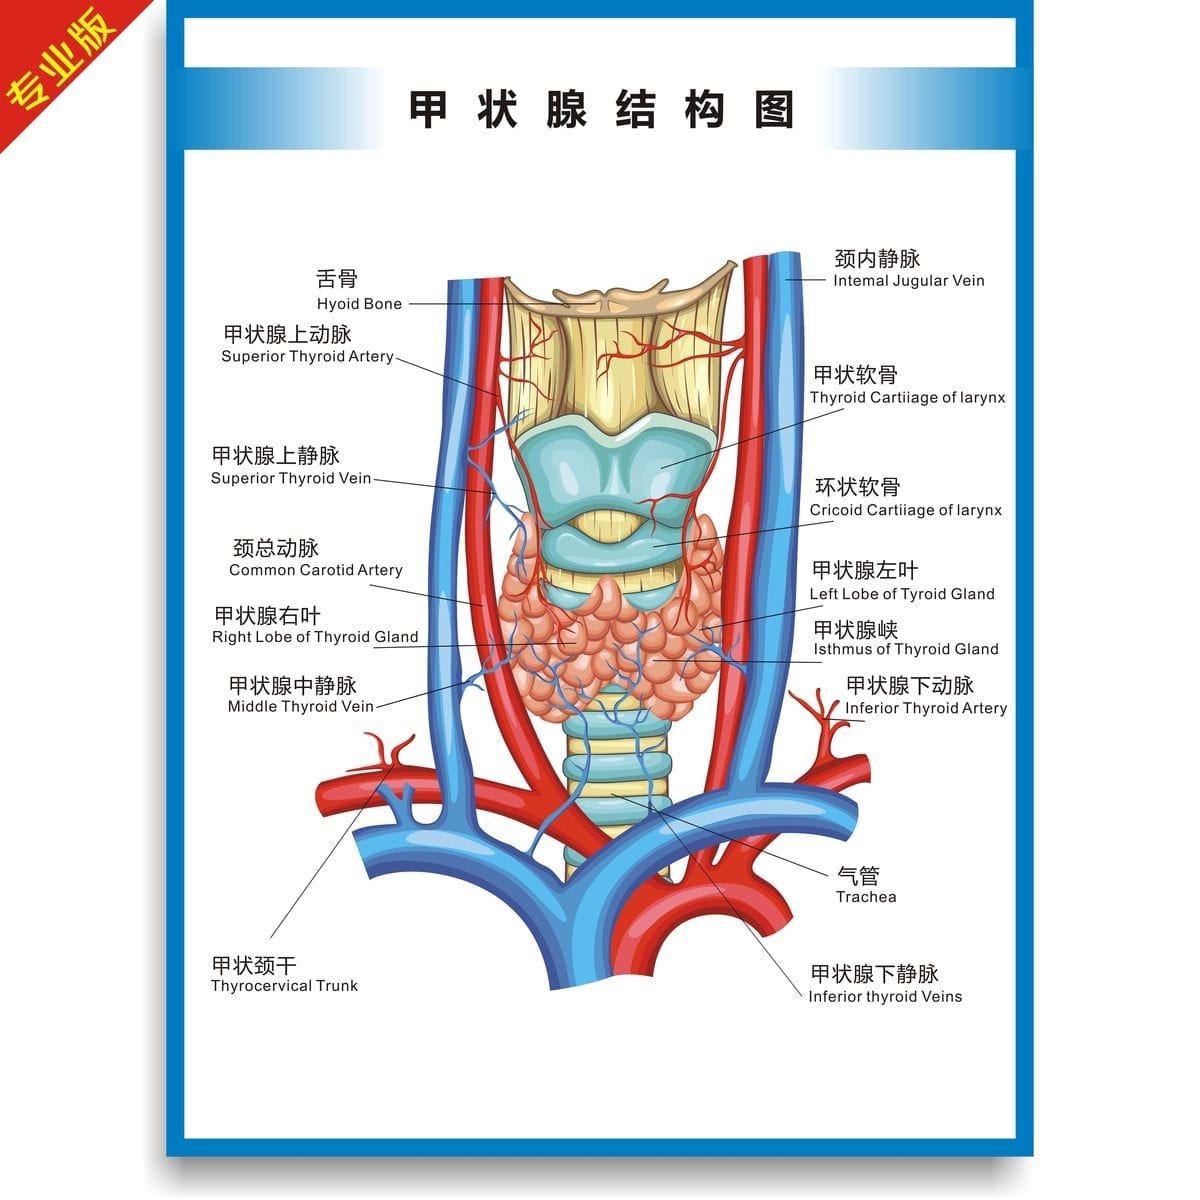 专业版
甲状腺结构图
舌骨
Hyoid Bone
甲状腺上动脉
Superior Thyroid Artery
甲状腺上静脉
Superior Thyroid Vein
颈总动脉
Common Carotid Artery
甲状腺右叶
Right Lobe of Thyroid Gland
甲状腺中静脉
Middle Thyroid Vein
甲状颈干
Thyrocervical Trunk
颈内静脉
Intemal Jugular Vein
甲状软骨
Thyroid Cartiiage of larynx
环状软骨
Cricoid Cartiiage of larynx
甲状腺左叶
Left Lobe of Tyroid Gland
甲状腺峡
Isthmus of Thyroid Gland
甲状腺下动脉
Inferior Thyroid Artery
气管
Trachea
甲状腺下静脉
Inferior thyroid Veins